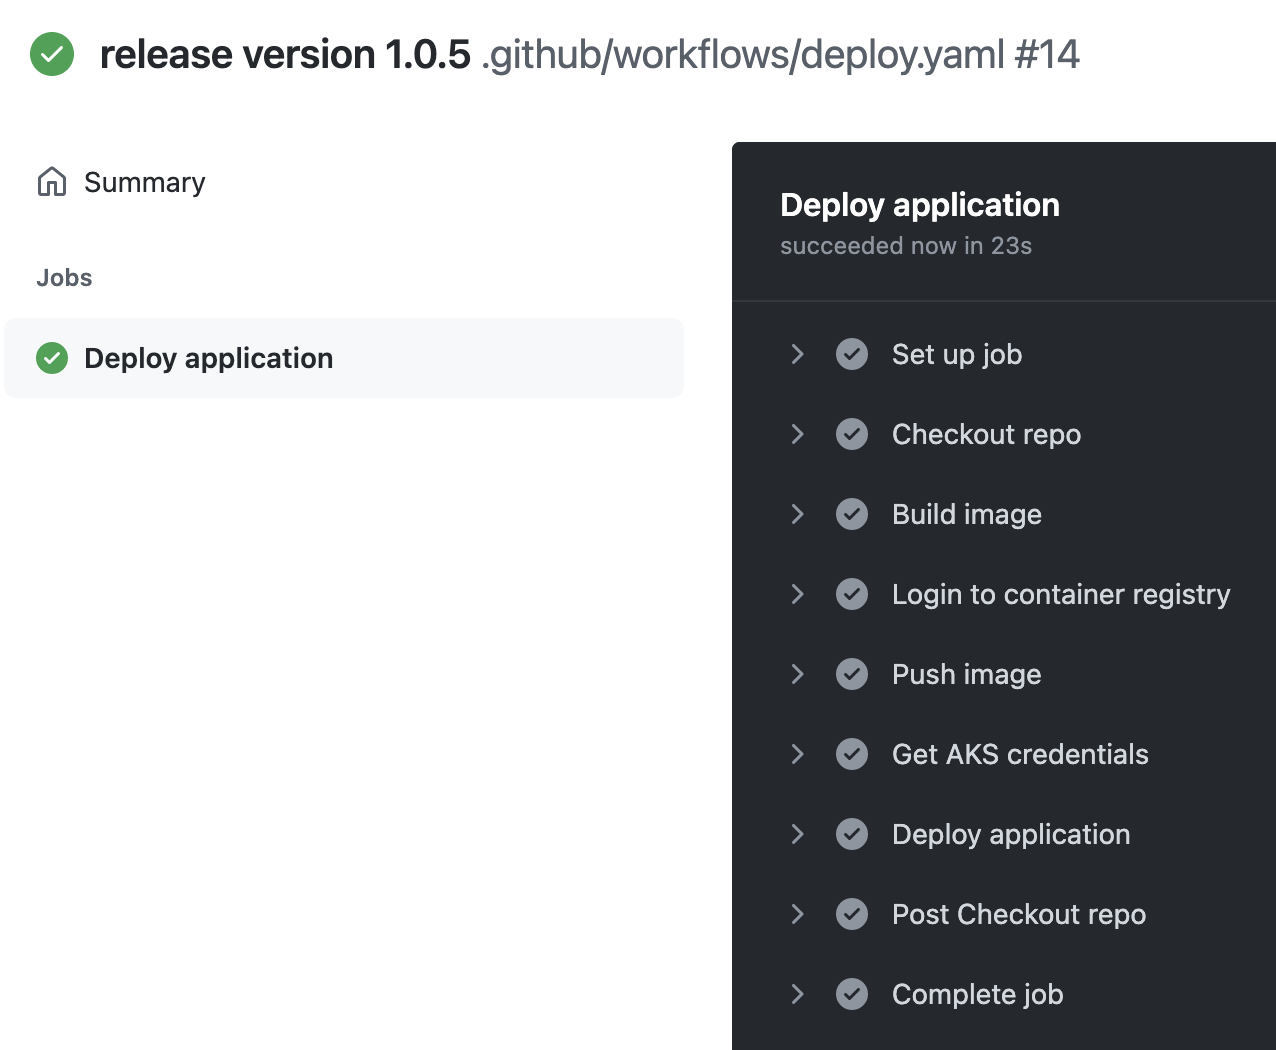 release version 1.0.5 .github/workflows/deploy.yaml #14
Summary
Jobs
Deploy application
Deploy application
succeeded now in 23s
Set up job
Checkout repo
Build image
Login to container registry
Push image
Get AKS credentials
Deploy application
Post Checkout repo
Complete job